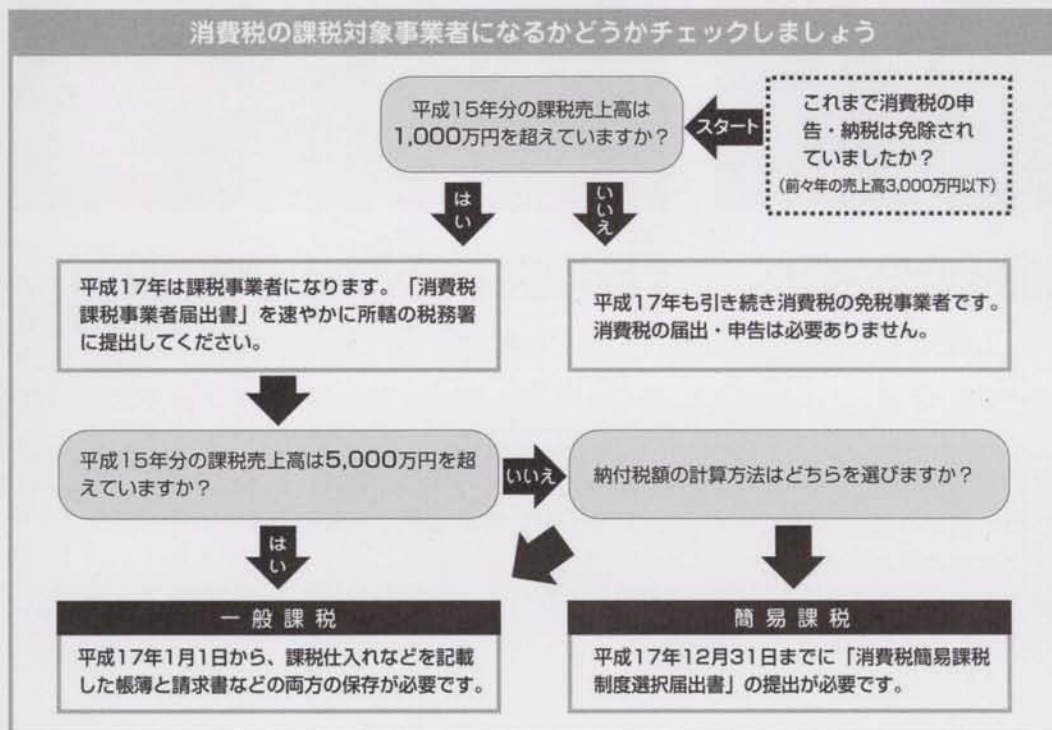 消費税の課税対象事業者になるかどうかチェックしましょう
これまで消費税の申
告・納税は免除され
ていましたか？
（前々年の売上高3,000万円以下）
スタート
平成15年分の課税売上高は
1,000万円を超えていますか？
はい
いいえ
平成17年は課税事業者になります。「消費税
課税事業者届出書」を速やかに所轄の税務署
に提出してください。
平成17年も引き続き消費税の免税事業者です。
消費税の届出・申告は必要ありません。
平成15年分の課税売上高は5,000万円を超
えていますか？
いいえ
納付税額の計算方法はどちらを選びますか？
はい
一般課税
平成17年1月1日から、課税仕入れなどを記載
した帳簿と請求書などの両方の保存が必要です。
簡易課税
平成17年12月31日までに「消費税簡易課税
制度選択届出書」の提出が必要です。